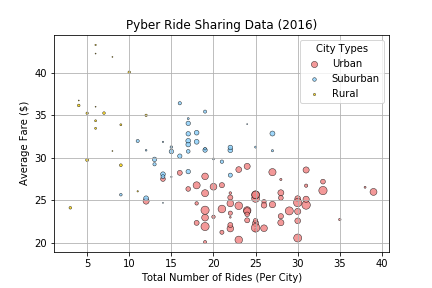 Pyber Ride Sharing Data (2016)
City Types
Urban
Suburban
Rural
Average Fare ($)
40
35
30
25
20
5
10
15
20
25
30
35
40
Total Number of Rides (Per City)